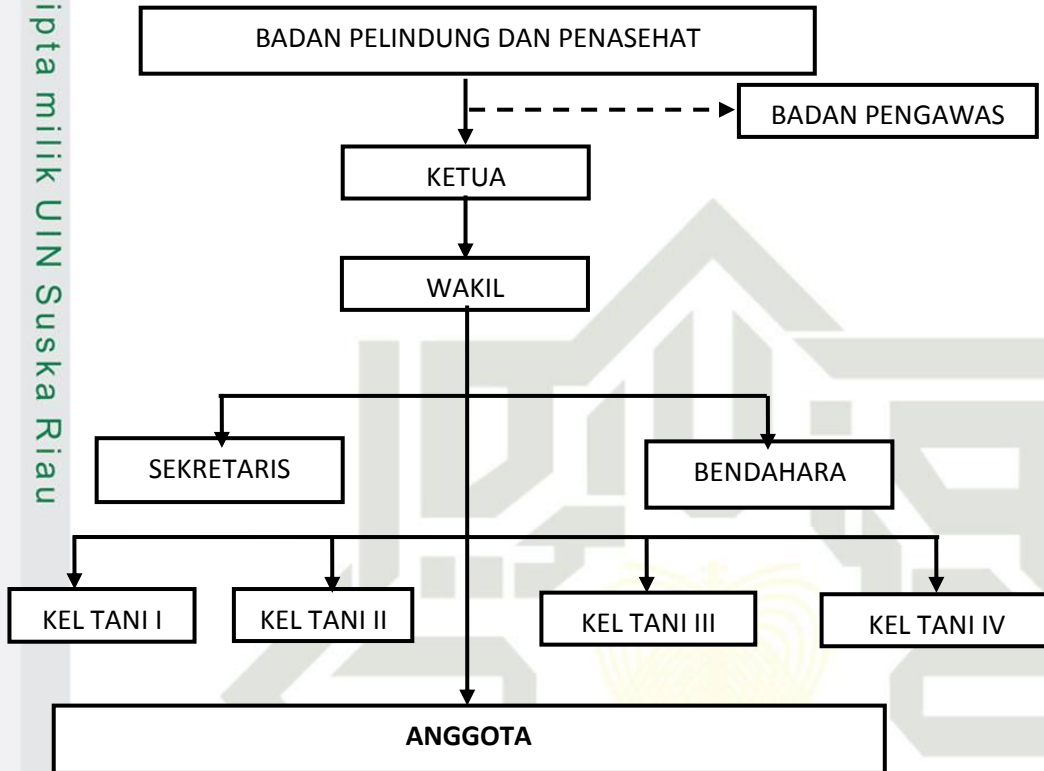 ipta milik UIN Suska Riau
BADAN PELINDUNG DAN PENASEHAT
BADAN PENGAWAS
KETUA
WAKIL
SEKRETARIS
BENDAHARA
KEL TANI I
KEL TANI II
KEL TANI III
KEL TANI IV
ANGGOTA